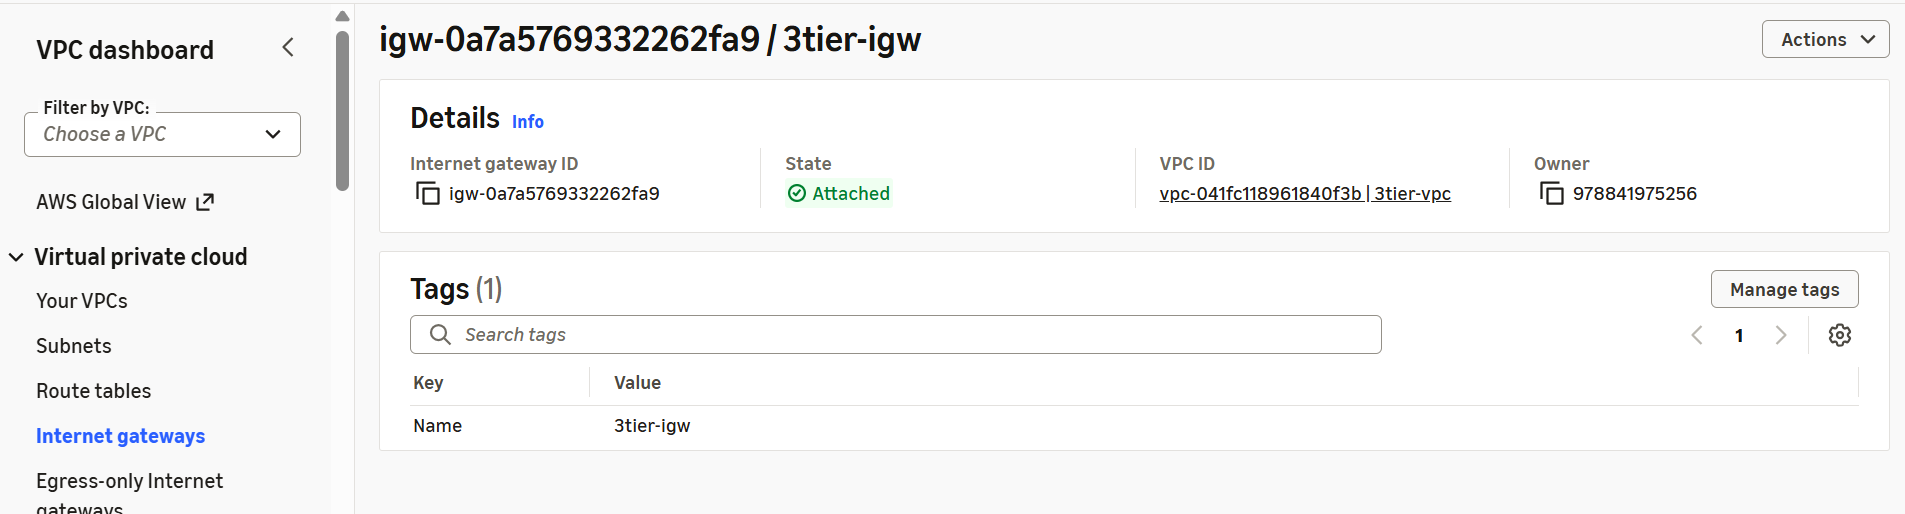 VPC dashboard
Filter by VPC:
Choose a VPC
AWS Global View
Virtual private cloud
Your VPCs
Subnets
Route tables
Internet gateways
Egress-only Internet
gateways
igw-0a7a5769332262fa9 / 3tier-igw
Actions
Details Info
Internet gateway ID
igw-0a7a5769332262fa9
State
Attached
VPC ID
vpc-041fc118961840f3b | 3tier-vpc
Owner
978841975256
Tags (1)
Manage tags
Search tags
1
Key Value
Name 3tier-igw